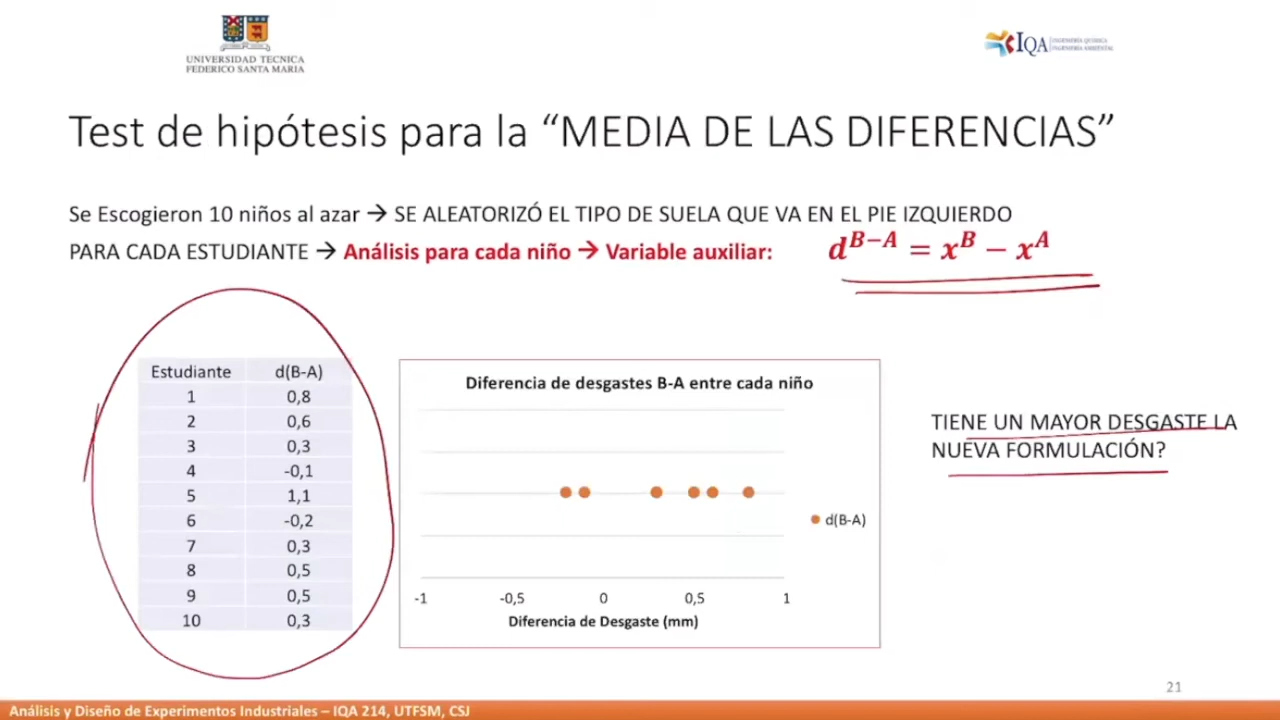 UNIVERSIDAD TECNICA
FEDERICO SANTA MARIA
IQA
INGENIERÍA QUÍMICA
INGENIERÍA AMBIENTAL
Test de hipótesis para la “MEDIA DE LAS DIFERENCIAS”
Se Escogieron 10 niños al azar → SE ALEATORIZÓ EL TIPO DE SUELA QUE VA EN EL PIE IZQUIERDO
PARA CADA ESTUDIANTE → Análisis para cada niño → Variable auxiliar: d^{B−A} = x^B − x^A
Estudiante d(B-A)
1 0,8
2 0,6
3 0,3
4 -0,1
5 1,1
6 -0,2
7 0,3
8 0,5
9 0,5
10 0,3
Diferencia de desgastes B-A entre cada niño
d(B-A)
-1 -0,5 0 0,5 1
Diferencia de Desgaste (mm)
TIENE UN MAYOR DESGASTE LA
NUEVA FORMULACIÓN?
21
Análisis y Diseño de Experimentos Industriales – IQA 214, UTFSM, CSJ